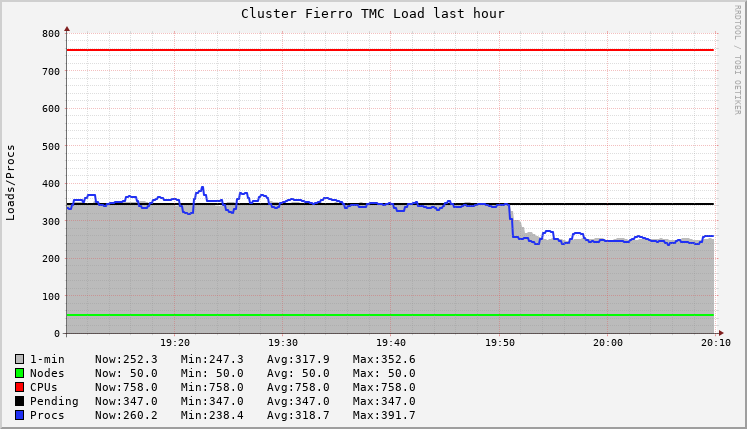 Cluster Fierro TMC Load last hour
RRDTOOL / TOBI OETIKER
Loads/Procs
800
700
600
500
400
300
200
100
0
19:20 19:30 19:40 19:50 20:00 20:10
1-min Now:252.3 Min:247.3 Avg:317.9 Max:352.6
Nodes Now: 50.0 Min: 50.0 Avg: 50.0 Max: 50.0
CPUs Now:758.0 Min:758.0 Avg:758.0 Max:758.0
Pending Now:347.0 Min:347.0 Avg:347.0 Max:347.0
Procs Now:260.2 Min:238.4 Avg:318.7 Max:391.7